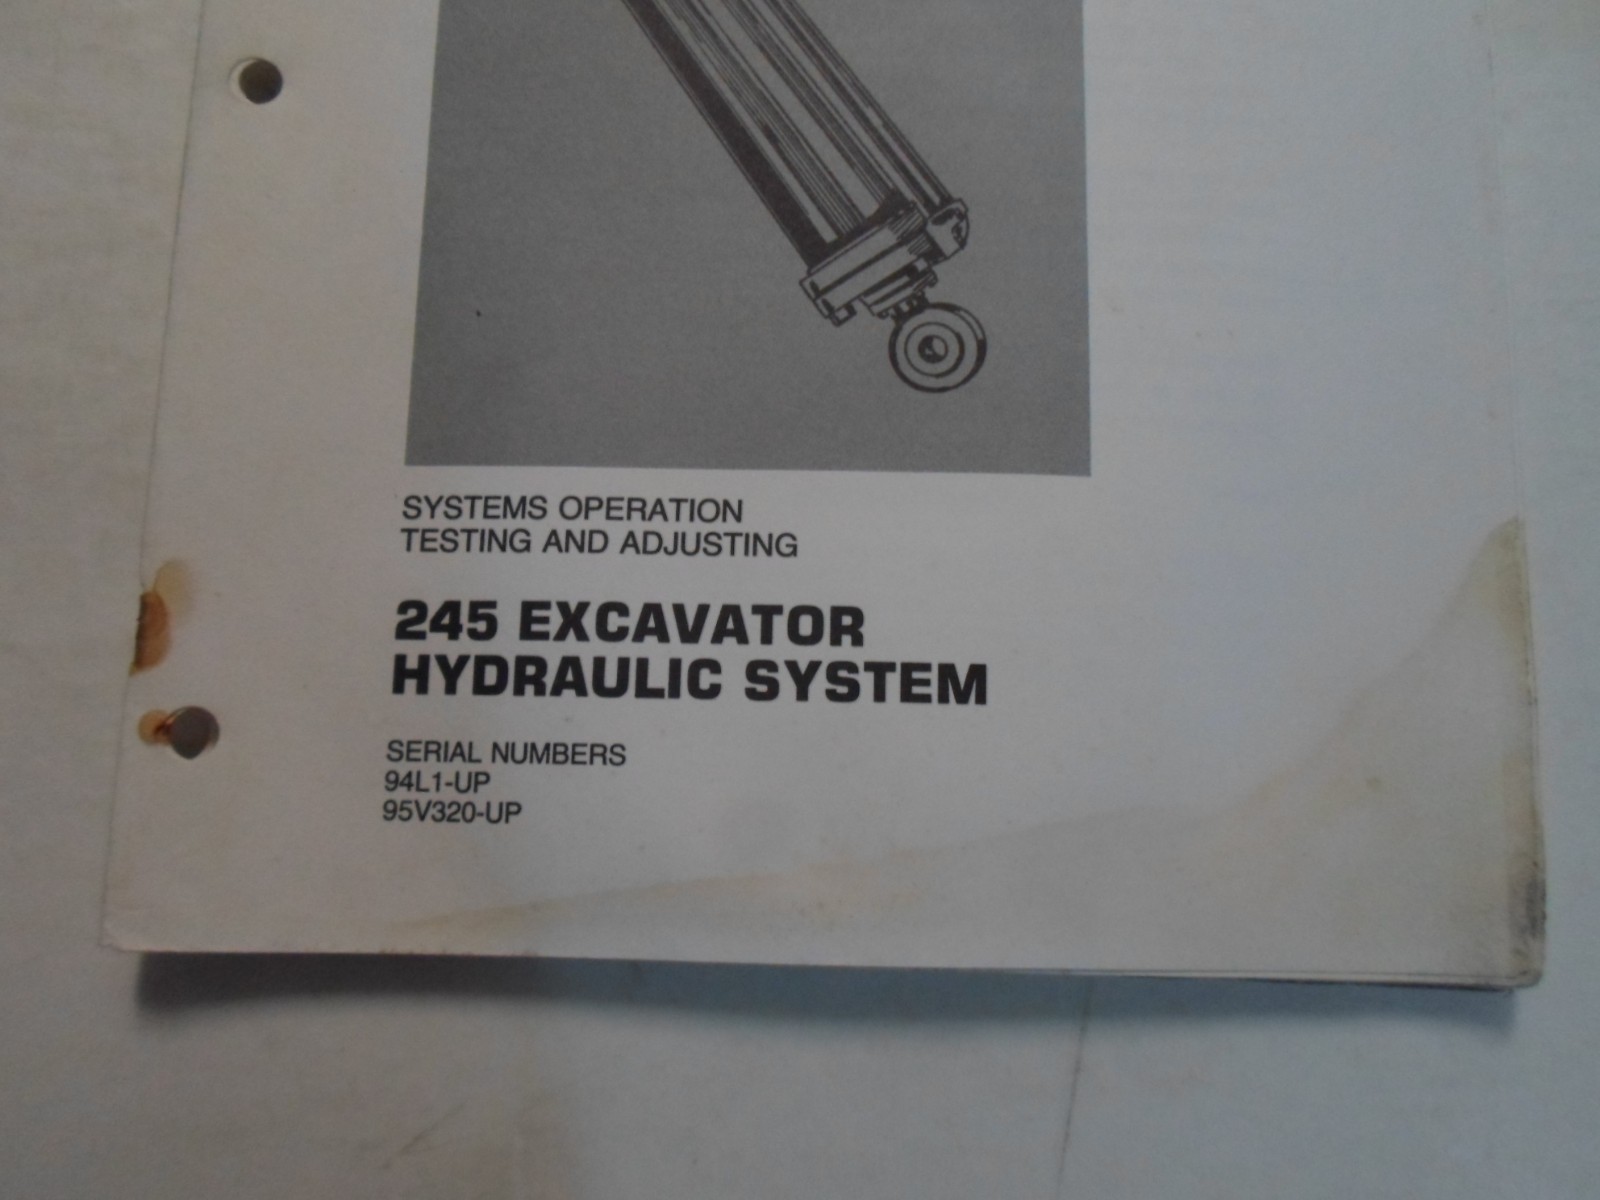 SYSTEMS OPERATION
TESTING AND ADJUSTING
245 EXCAVATOR
HYDRAULIC SYSTEM
SERIAL NUMBERS
94L1-UP
95V320-UP